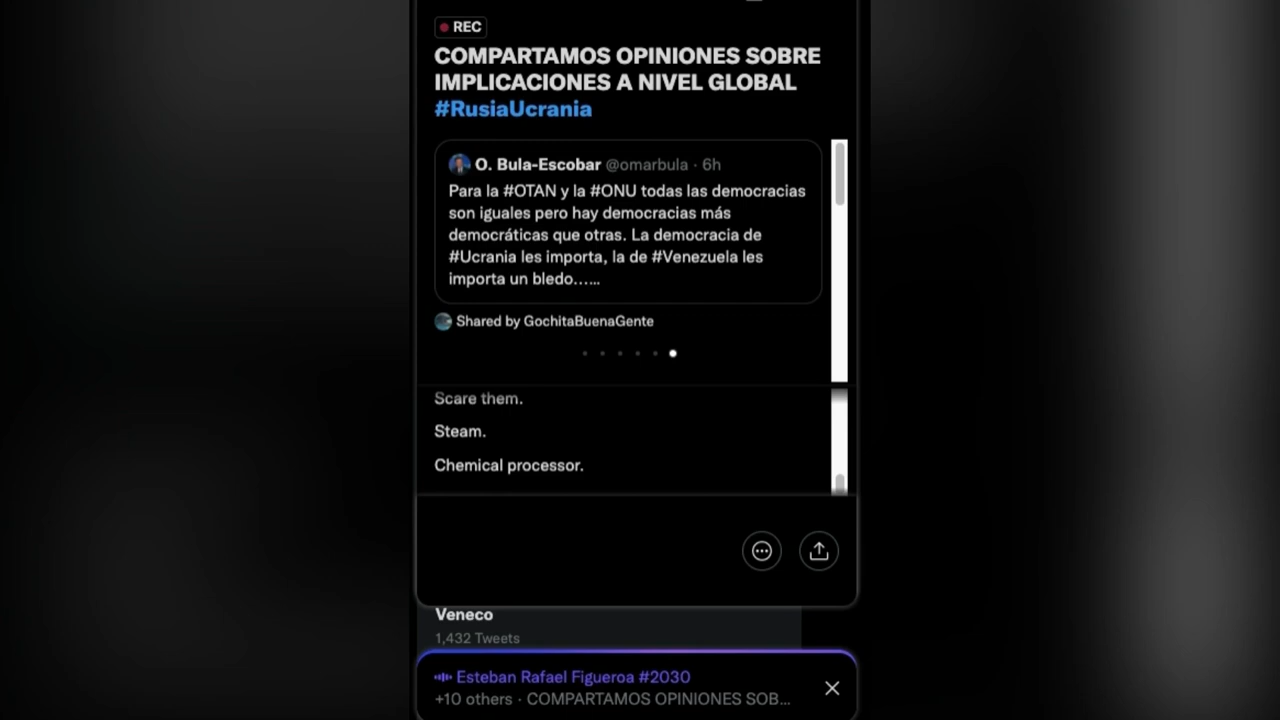 REC
COMPARTAMOS OPINIONES SOBRE
IMPLICACIONES A NIVEL GLOBAL
#RusiaUcrania
O. Bula-Escobar @omarbula · 6h
Para la #OTAN y la #ONU todas las democracias
son iguales pero hay democracias más
democráticas que otras. La democracia de
#Ucrania les importa, la de #Venezuela les
importa un bledo…...
Shared by GochitaBuenaGente
Scare them.
Steam.
Chemical processor.
Veneco
1,432 Tweets
Esteban Rafael Figueroa #2030
+10 others · COMPARTAMOS OPINIONES SOB...